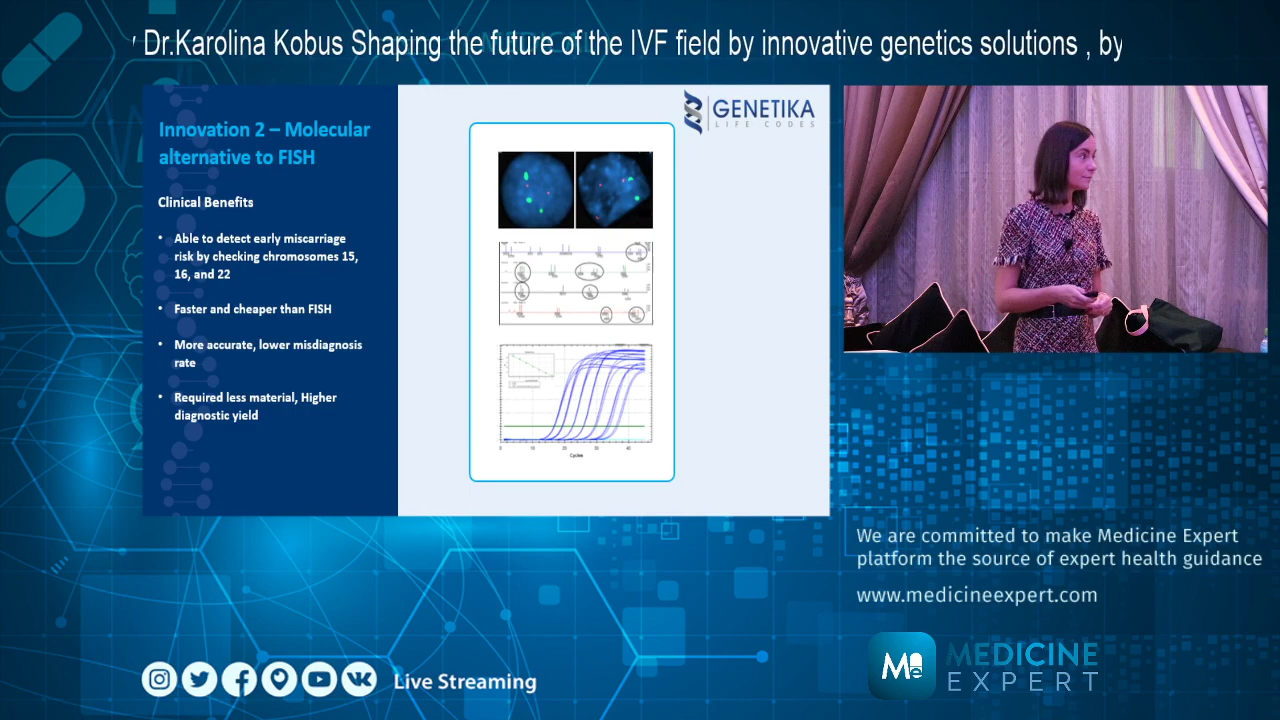 Dr.Karolina Kobus Shaping the future of the IVF field by innovative genetics solutions , by
Innovation 2 – Molecular
alternative to FISH
Clinical Benefits
• Able to detect early miscarriage
risk by checking chromosomes 15,
16, and 22
• Faster and cheaper than FISH
• More accurate, lower misdiagnosis
rate
• Required less material, Higher
diagnostic yield
GENETIKA
LIFE CODES
Cycles
We are committed to make Medicine Expert
platform the source of expert health guidance
www.medicineexpert.com
Live Streaming
Me
MEDICINE
EXPERT